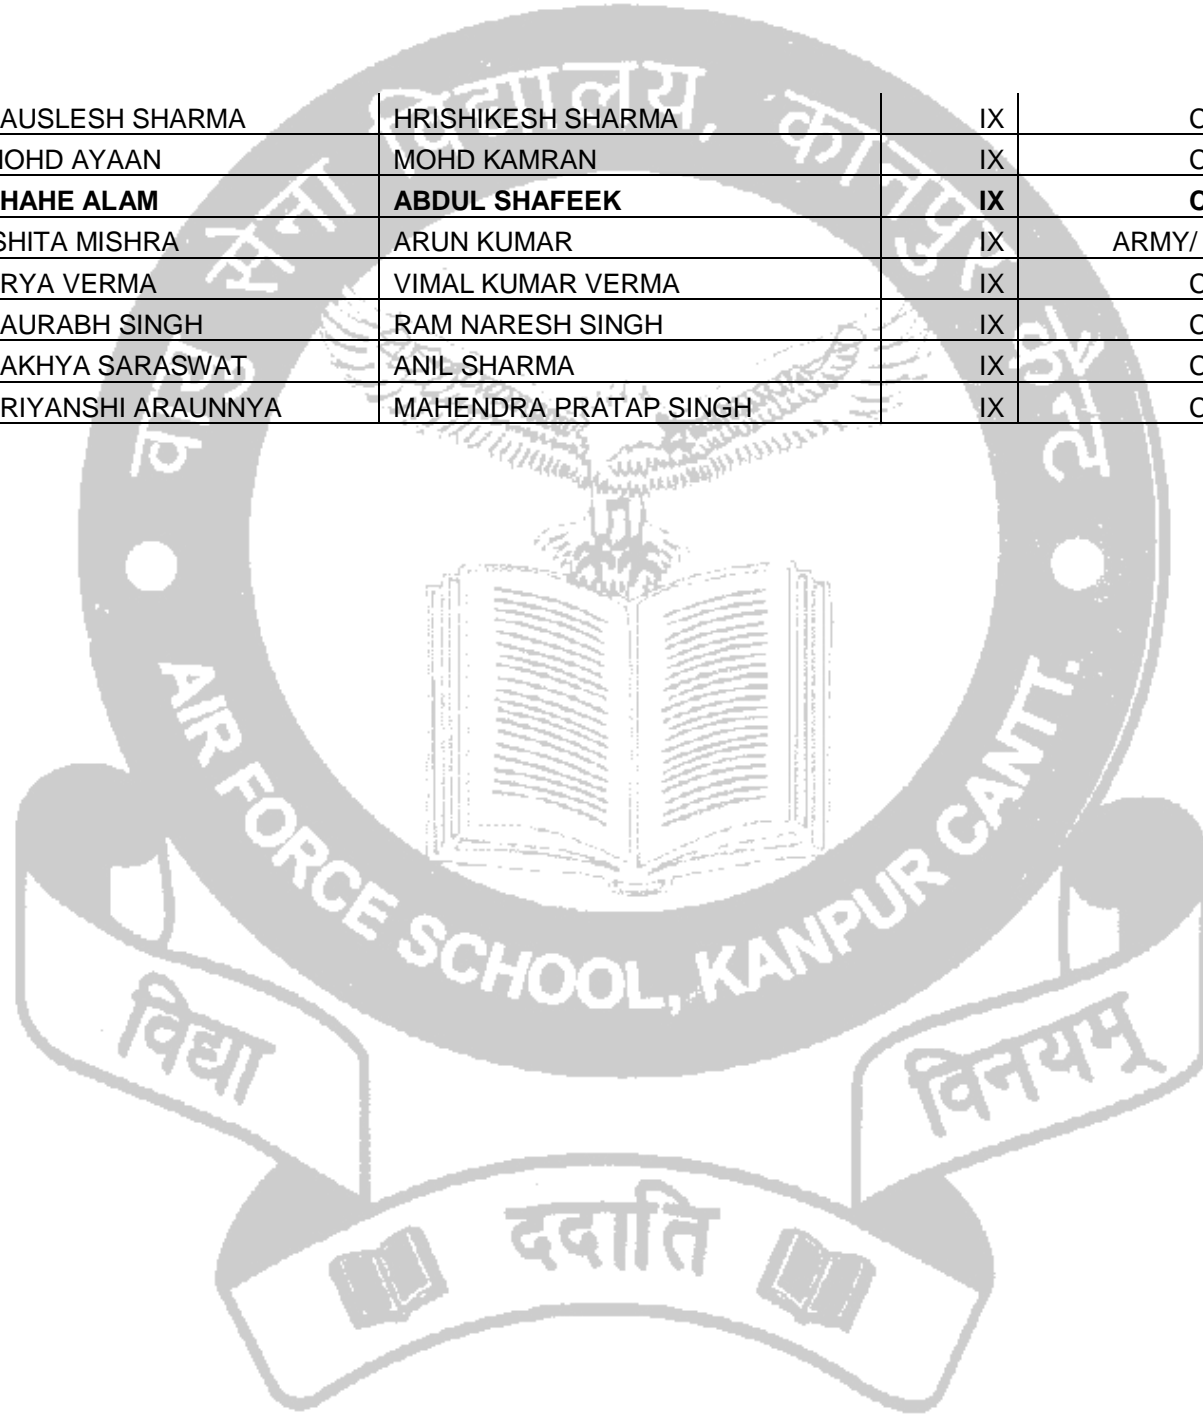 AUSLESH SHARMA HRISHIKESH SHARMA IX C
OHD AYAAN MOHD KAMRAN IX C
HAHE ALAM ABDUL SHAFEEK IX C
SHITA MISHRA ARUN KUMAR IX ARMY/
RYA VERMA VIMAL KUMAR VERMA IX C
AURABH SINGH RAM NARESH SINGH IX C
AKHYA SARASWAT ANIL SHARMA IX C
RIYANSHI ARAUNNYA MAHENDRA PRATAP SINGH IX C
वायु सेना विद्यालय, कानपुर कैन्ट
AIR FORCE SCHOOL, KANPUR CANTT.
विद्या
ददाति
विनयम्